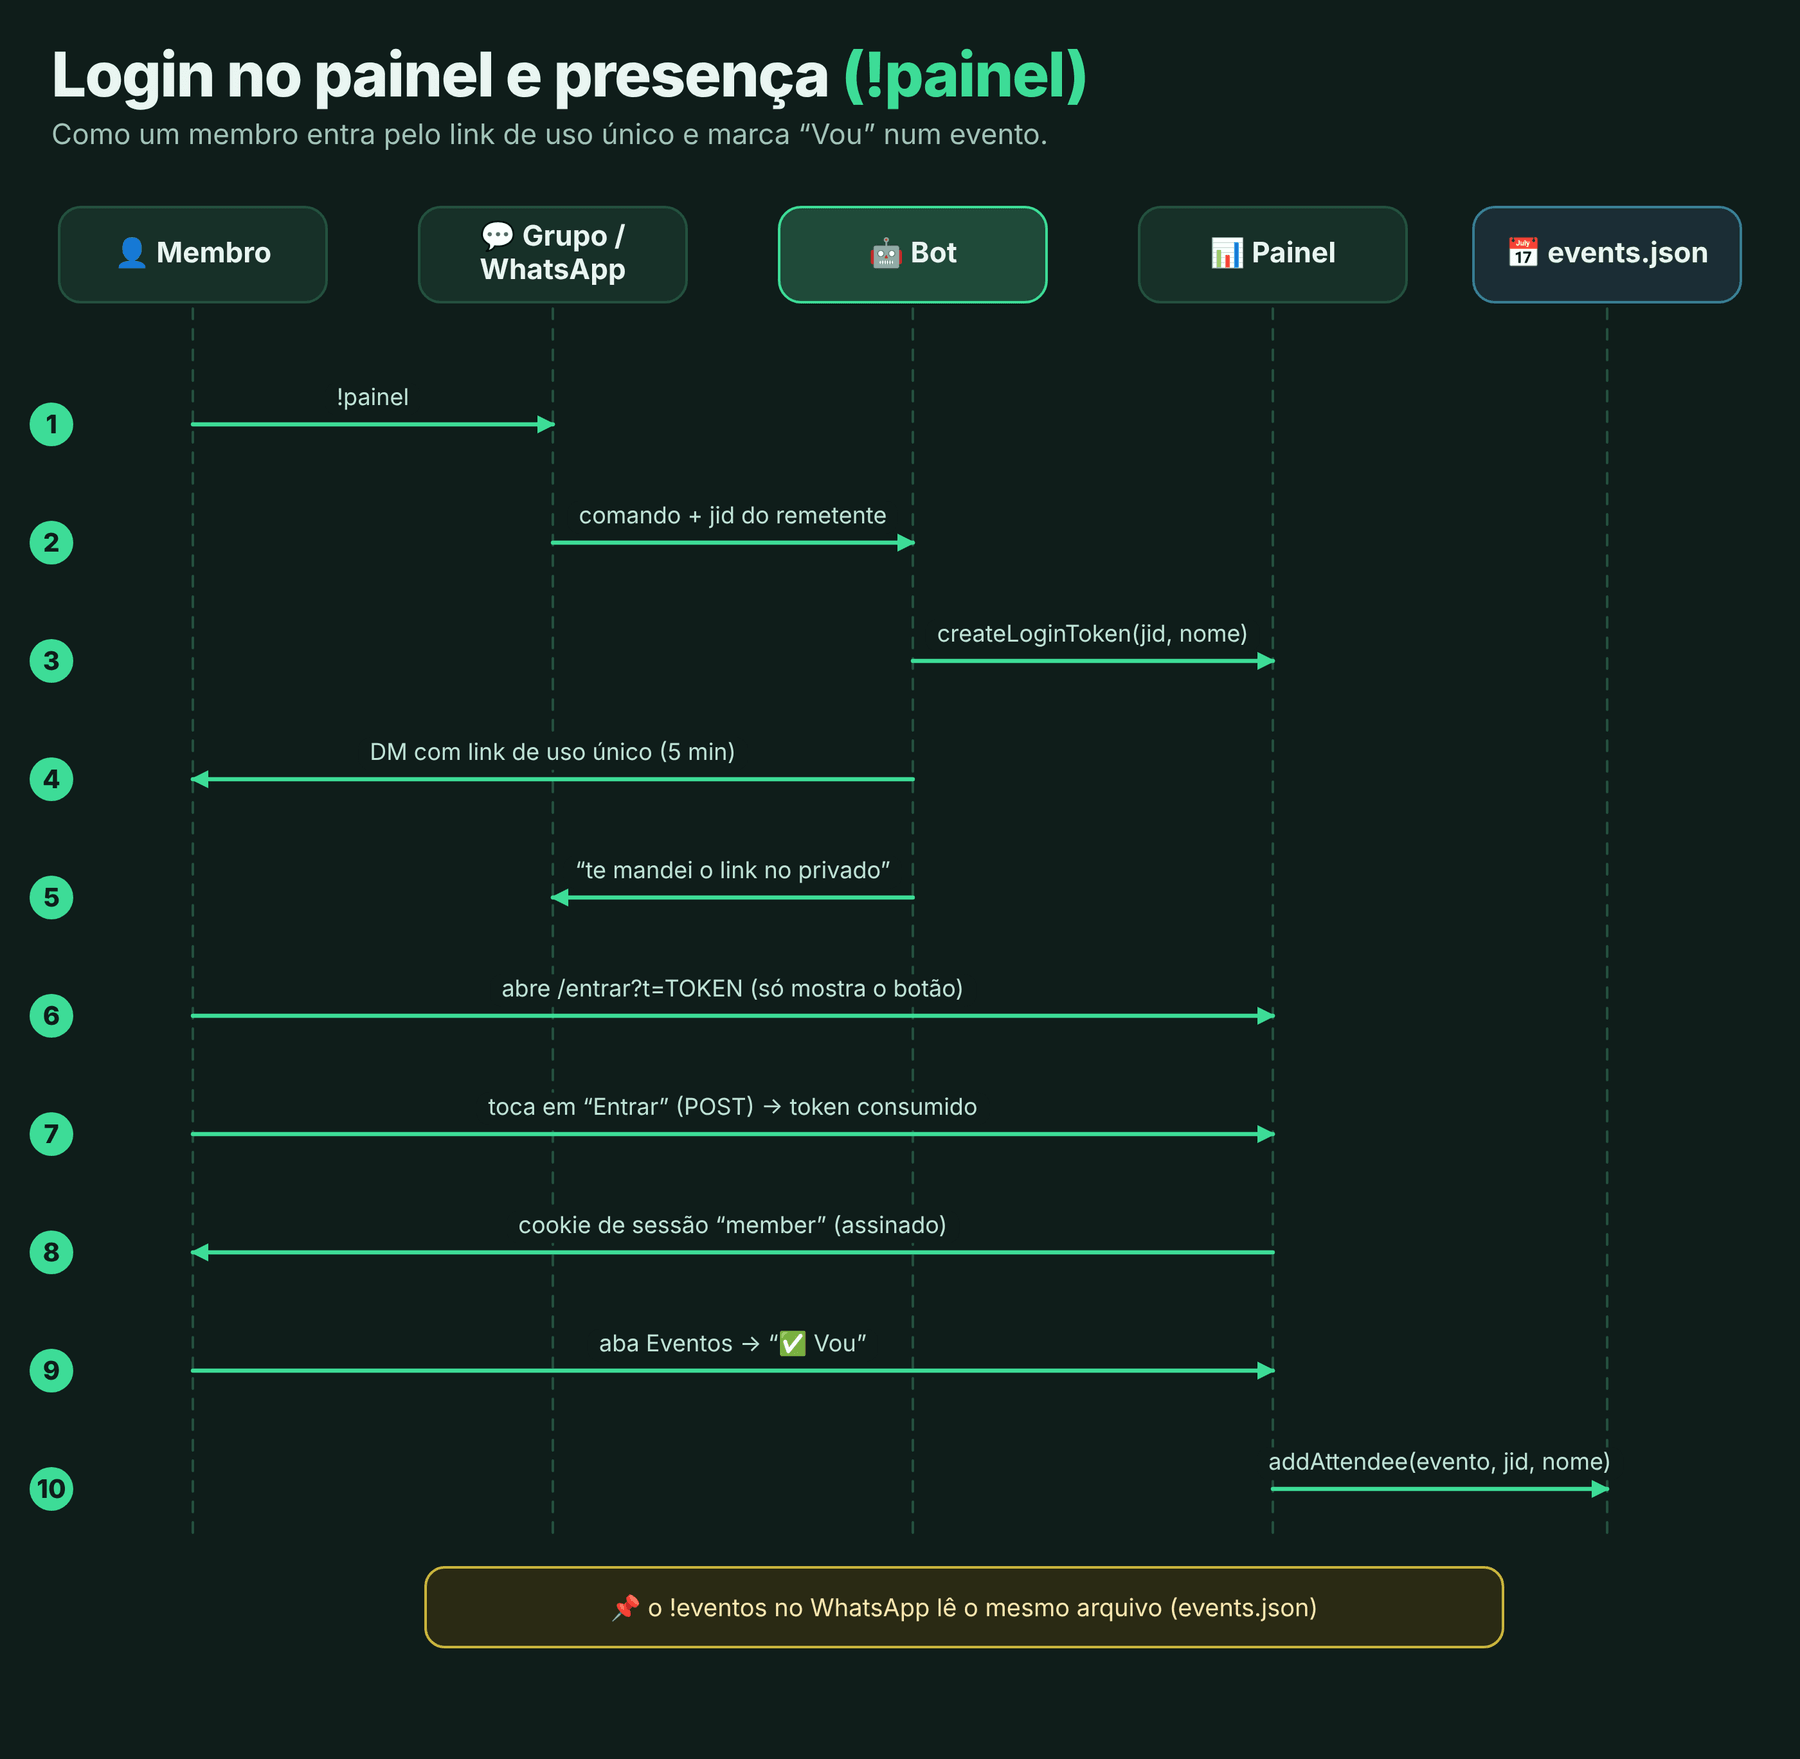 Login no painel e presença (!painel)
Como um membro entra pelo link de uso único e marca “Vou” num evento.
👤 Membro
💬 Grupo /
WhatsApp
🤖 Bot
📊 Painel
📅 events.json
1
!painel
2
comando + jid do remetente
3
createLoginToken(jid, nome)
4
DM com link de uso único (5 min)
5
“te mandei o link no privado”
6
abre /entrar?t=TOKEN (só mostra o botão)
7
toca em “Entrar” (POST) → token consumido
8
cookie de sessão “member” (assinado)
9
aba Eventos → “✅ Vou”
10
addAttendee(evento, jid, nome)
📌 o !eventos no WhatsApp lê o mesmo arquivo (events.json)